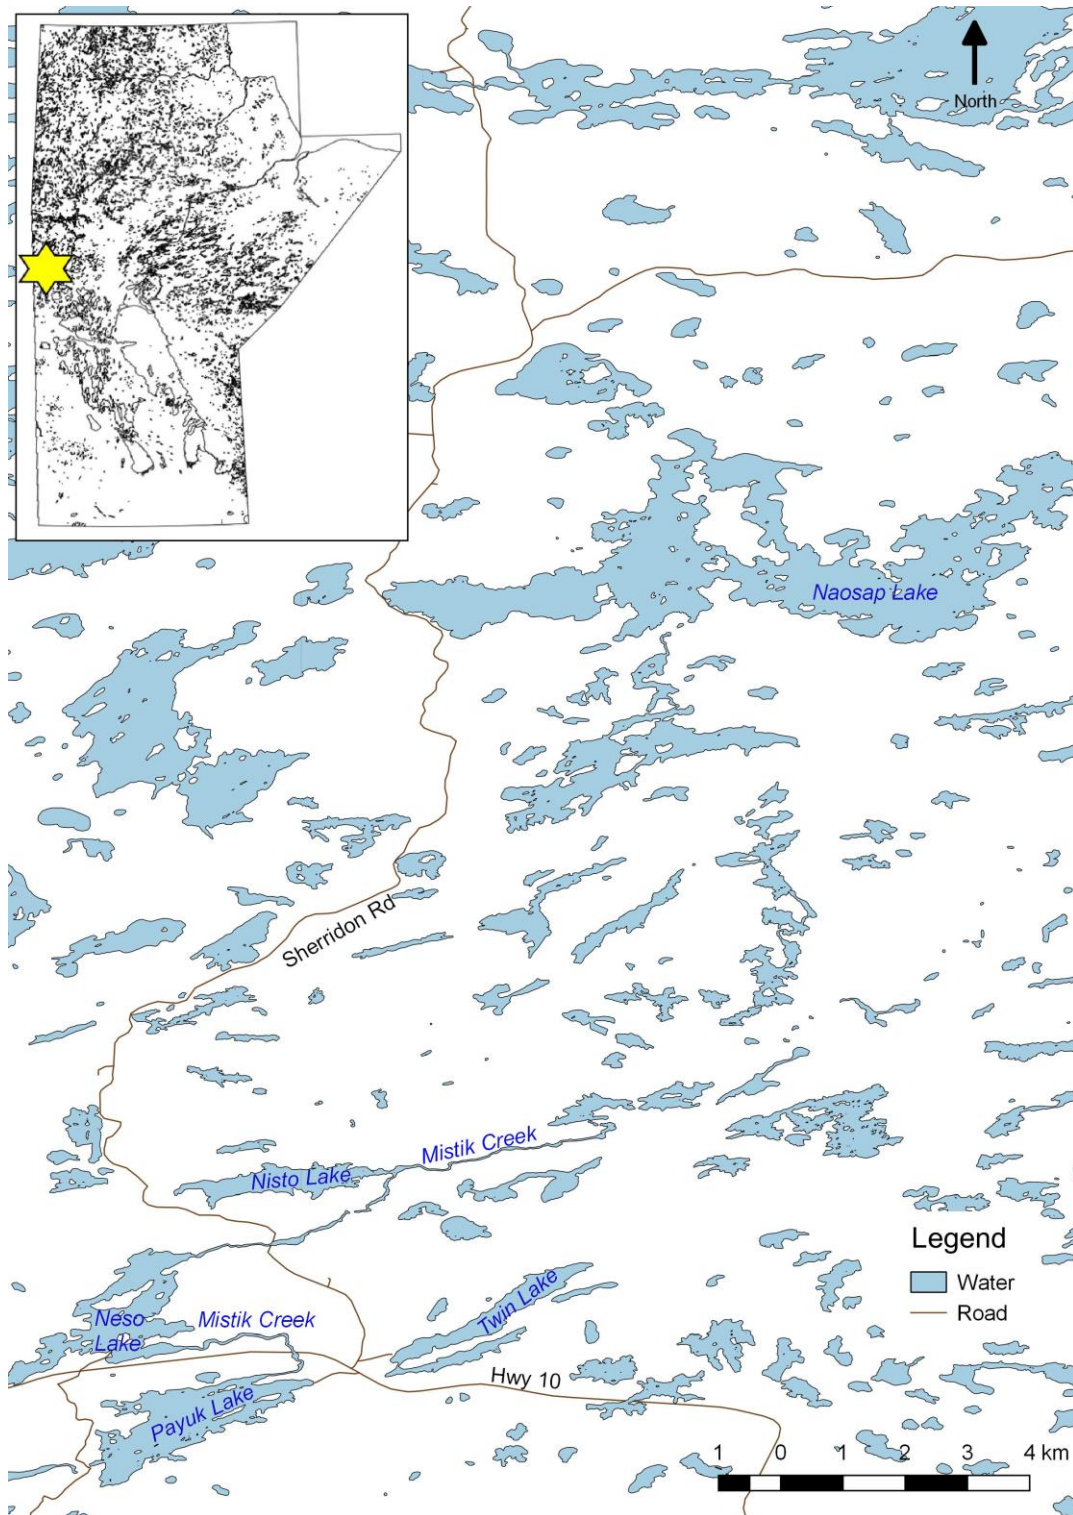 North
Naosap Lake
Sherridon Rd
Mistik Creek
Nisto Lake
Legend
Water
Road
Twin Lake
Neso
Lake
Mistik Creek
Hwy 10
Payuk Lake
1 0 1 2 3 4 km